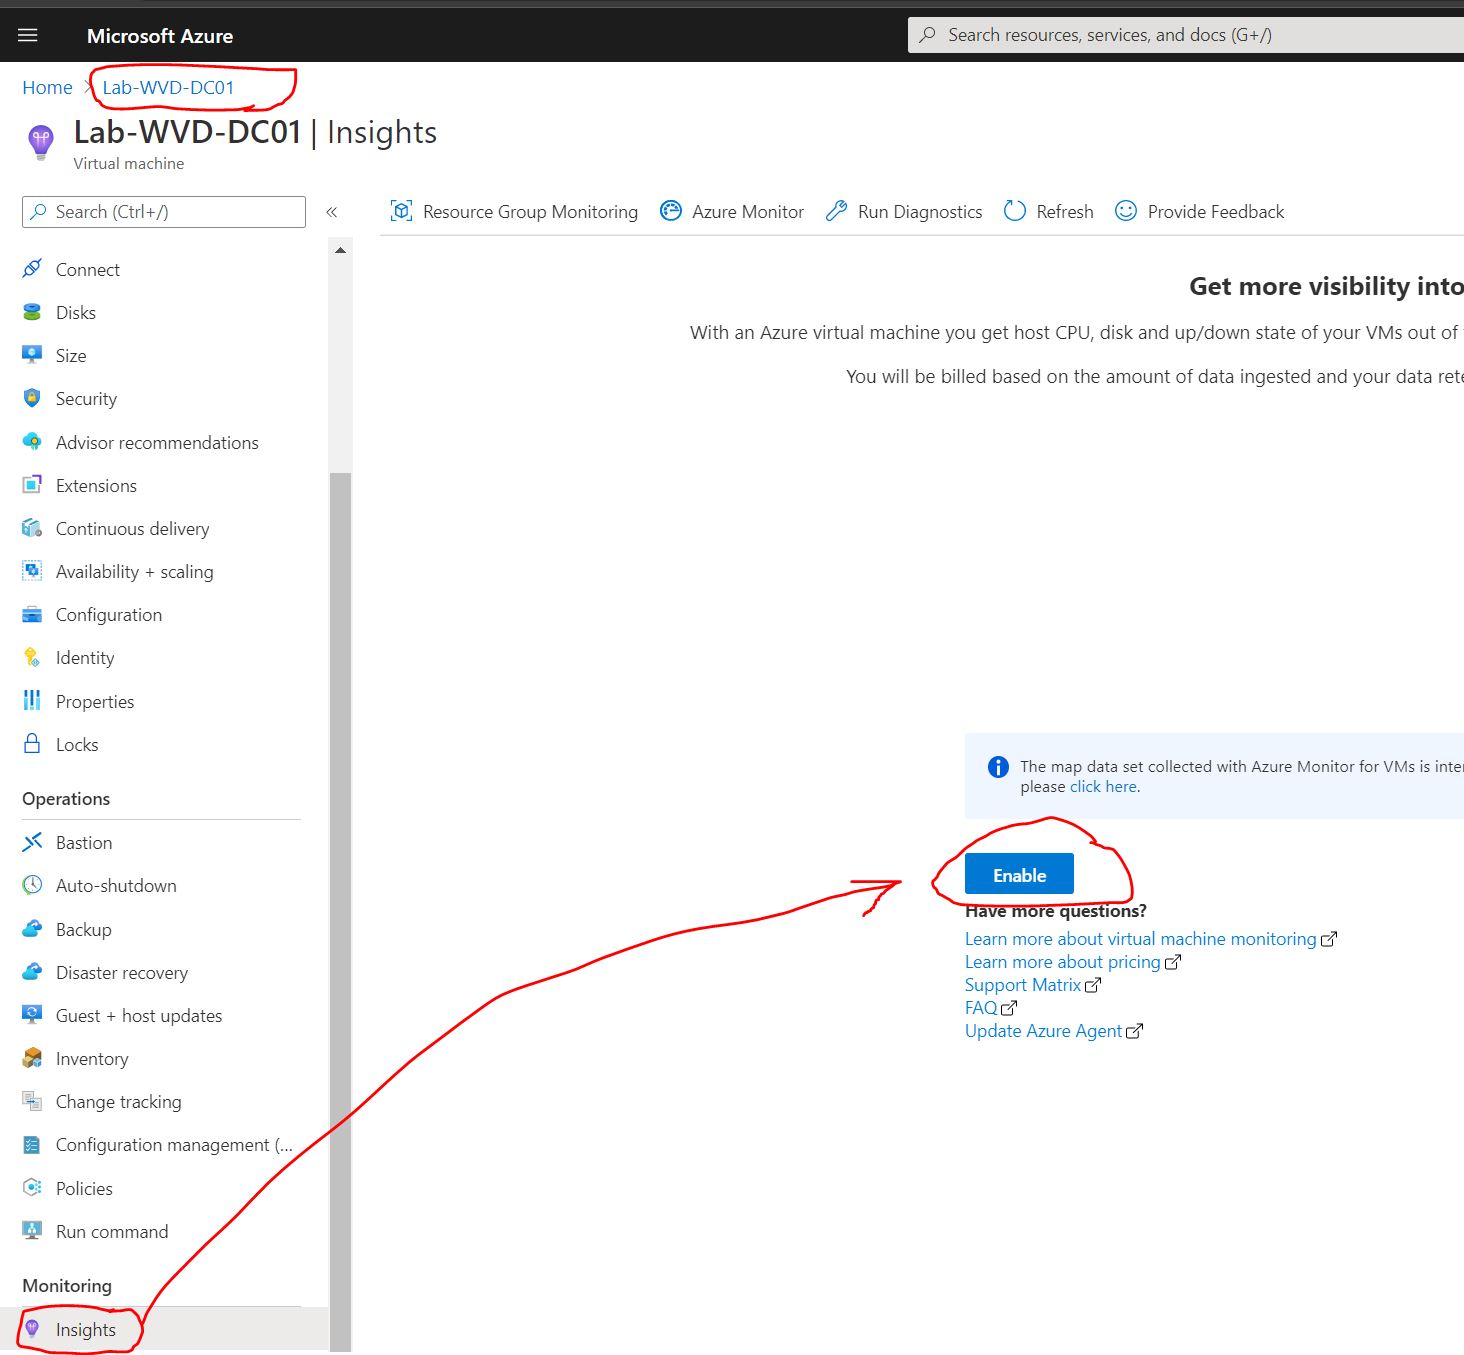 Microsoft Azure
Search resources, services, and docs (G+/)
Home > Lab-WVD-DC01
Lab-WVD-DC01 | Insights
Virtual machine
Search (Ctrl+/)
«
Resource Group Monitoring
Azure Monitor
Run Diagnostics
Refresh
Provide Feedback
Connect
Disks
Size
Security
Advisor recommendations
Extensions
Continuous delivery
Availability + scaling
Configuration
Identity
Properties
Locks
Operations
Bastion
Auto-shutdown
Backup
Disaster recovery
Guest + host updates
Inventory
Change tracking
Configuration management (...
Policies
Run command
Monitoring
Insights
Get more visibility into
With an Azure virtual machine you get host CPU, disk and up/down state of your VMs out of
You will be billed based on the amount of data ingested and your data rete
The map data set collected with Azure Monitor for VMs is inte
please click here.
Enable
Have more questions?
Learn more about virtual machine monitoring
Learn more about pricing
Support Matrix
FAQ
Update Azure Agent